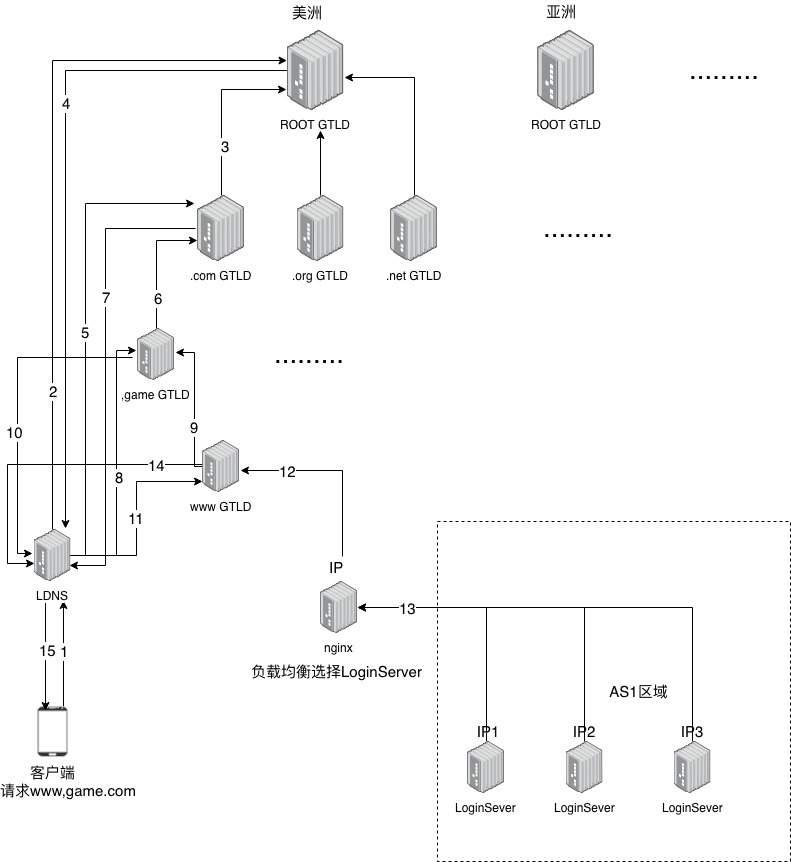 美洲
亚洲
ROOT GTLD
ROOT GTLD
.........
4
3
.com GTLD
.org GTLD
.net GTLD
.........
7
6
5
,game GTLD
.........
2
10
9
14
8
12
www GTLD
11
LDNS
IP
13
nginx
负载均衡选择LoginServer
15
1
AS1区域
IP1
IP2
IP3
LoginSever
LoginSever
LoginSever
客户端
请求www,game.com